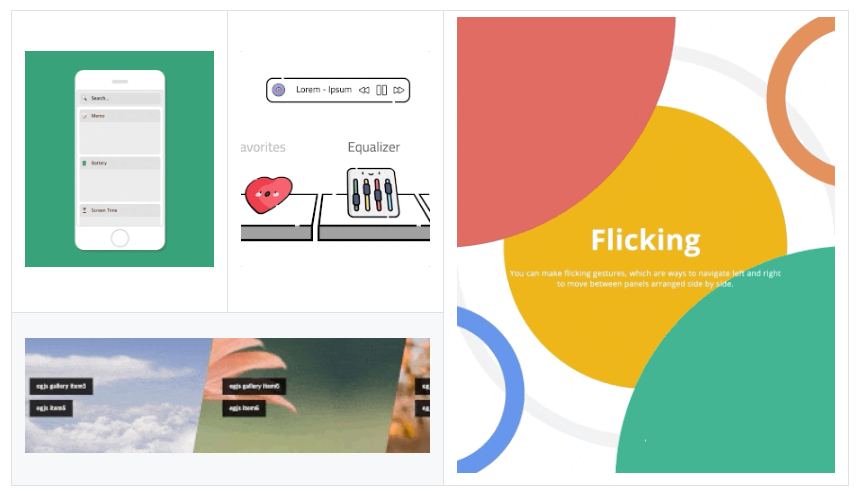 Search...
Memo
Battery
Screen Time
Lorem - Ipsum
avorites
Equalizer
egjs gallery item5
egjs item5
egjs gallery item6
egjs item6
eg
eg
Flicking
You can make flicking gestures, which are ways to navigate left and right
to move between panels arranged side by side.